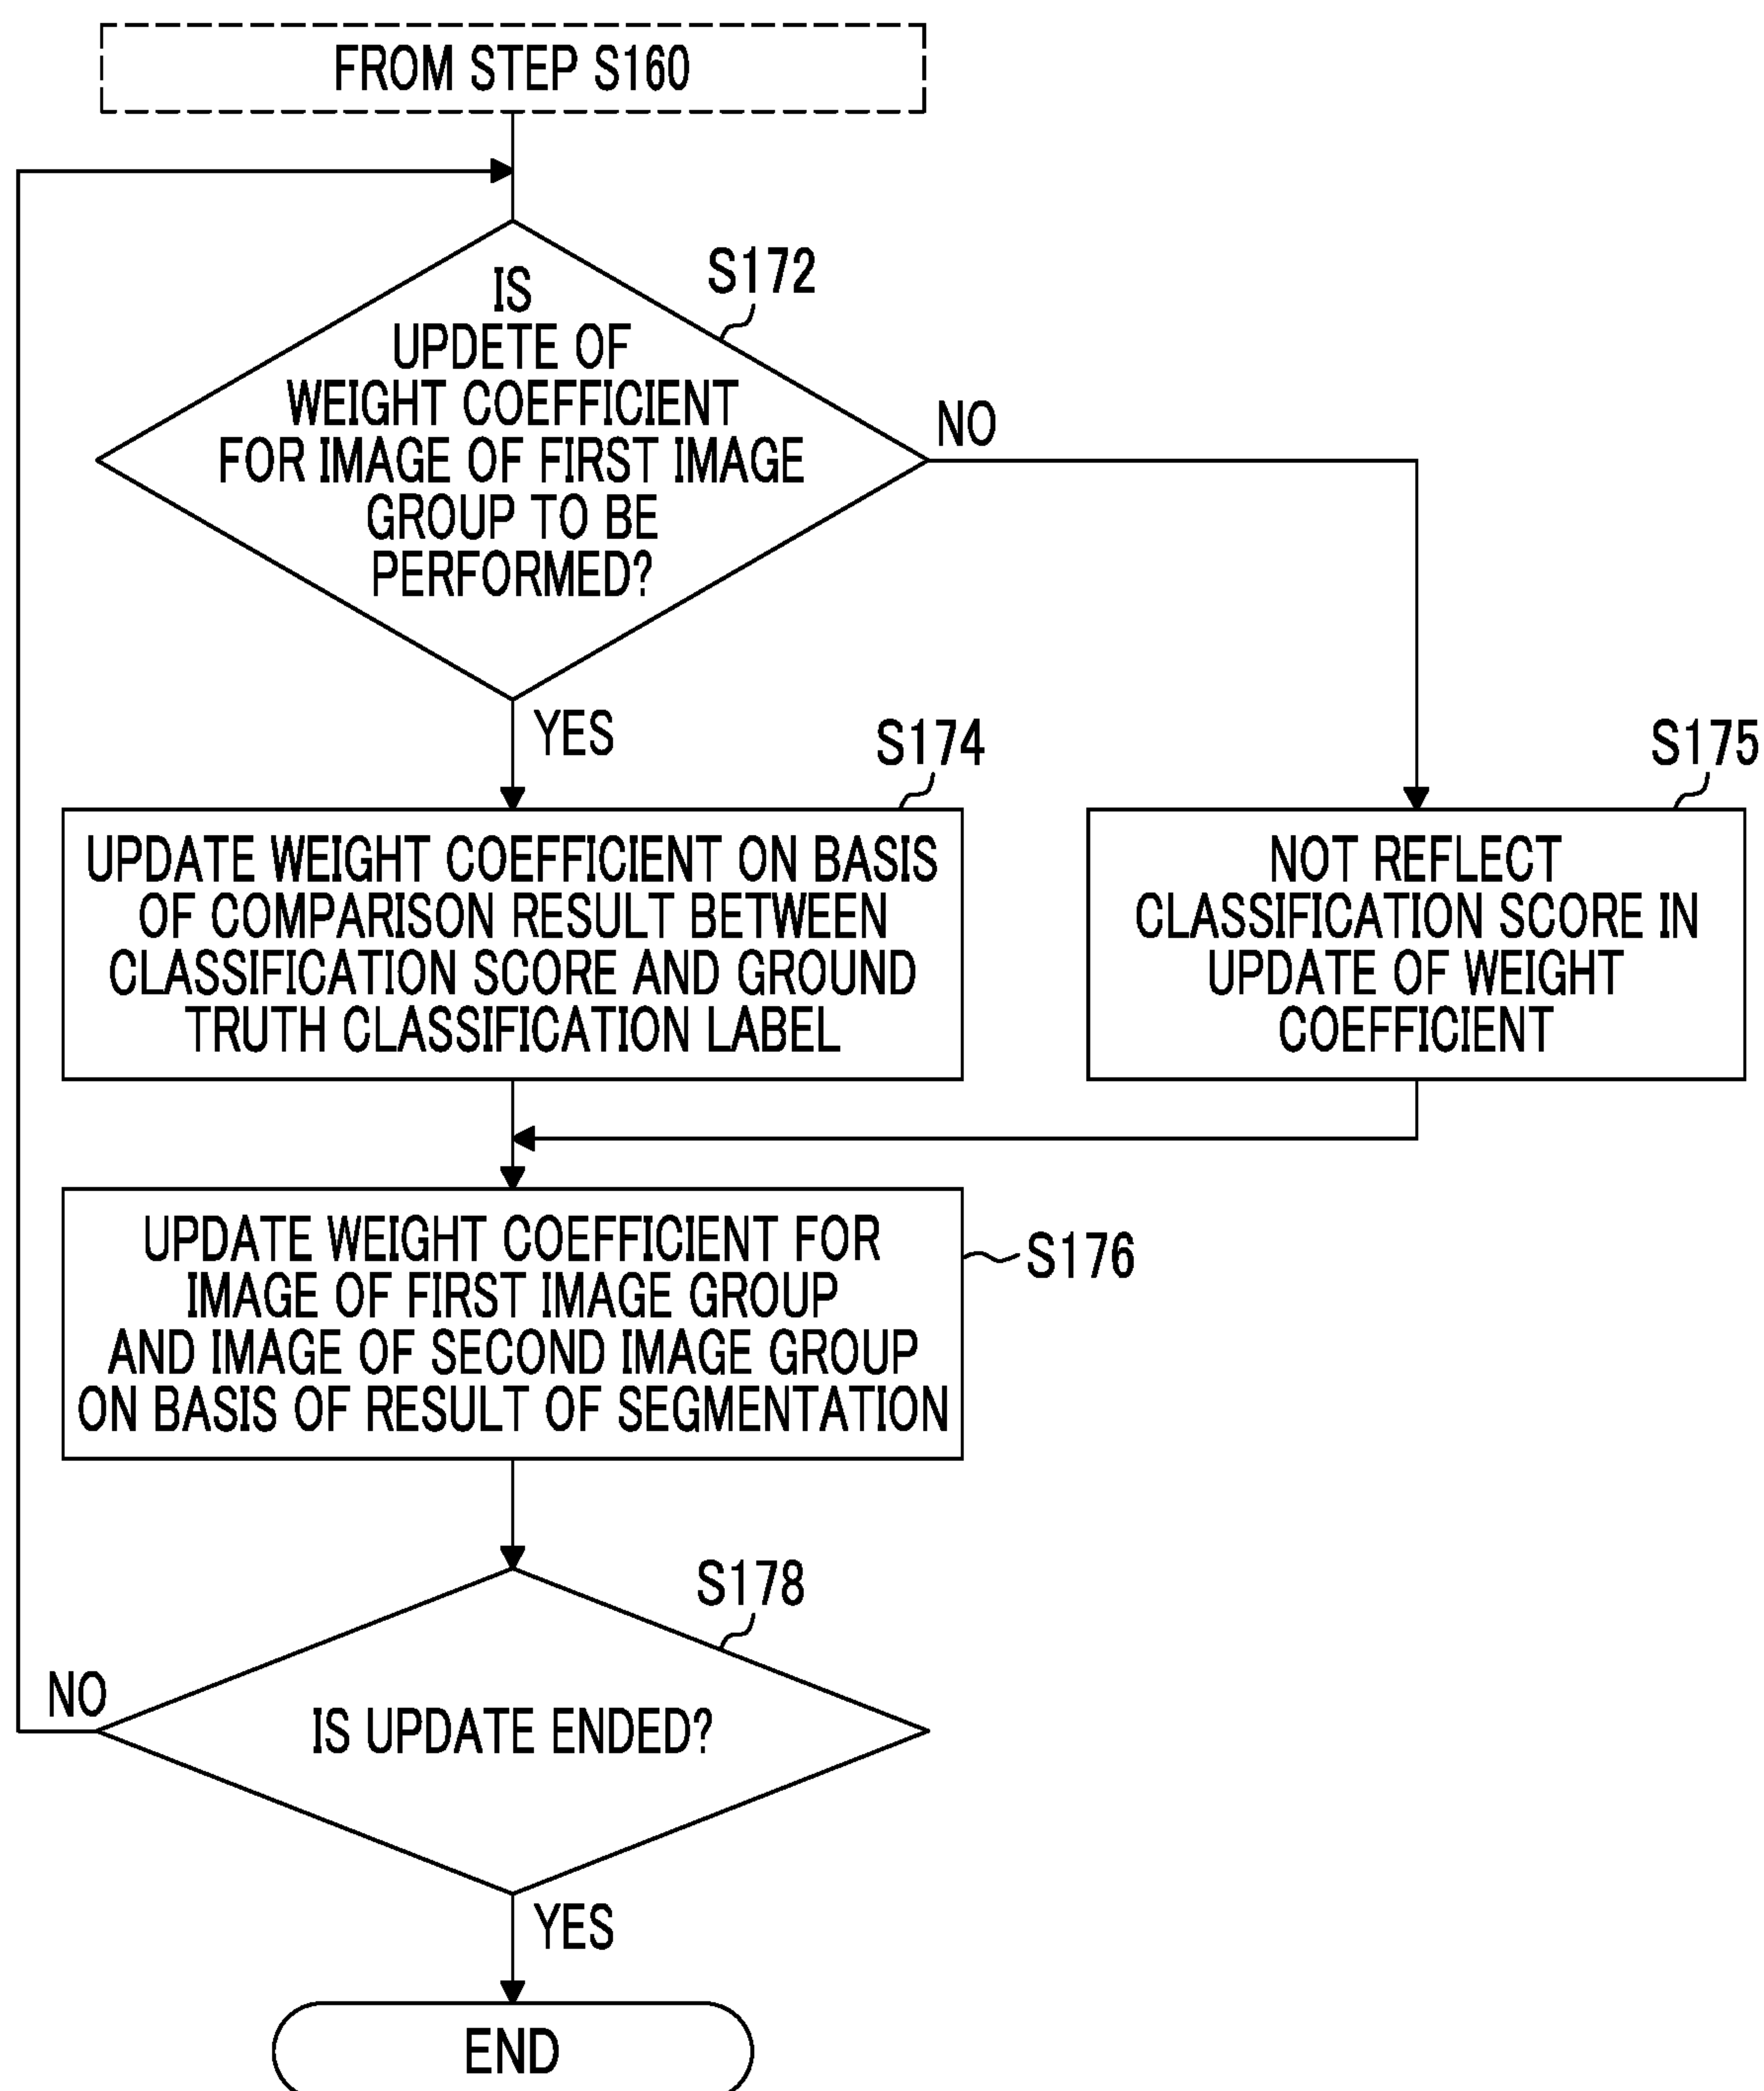 FROM STEP S160
S172
IS
UPDETE OF
WEIGHT COEFFICIENT
FOR IMAGE OF FIRST IMAGE
GROUP TO BE
PERFORMED?
NO
YES
S174
UPDATE WEIGHT COEFFICIENT ON BASIS
OF COMPARISON RESULT BETWEEN
CLASSIFICATION SCORE AND GROUND
TRUTH CLASSIFICATION LABEL
S175
NOT REFLECT
CLASSIFICATION SCORE IN
UPDATE OF WEIGHT
COEFFICIENT
UPDATE WEIGHT COEFFICIENT FOR
IMAGE OF FIRST IMAGE GROUP
AND IMAGE OF SECOND IMAGE GROUP
ON BASIS OF RESULT OF SEGMENTATION
S176
S178
NO
IS UPDATE ENDED?
YES
END